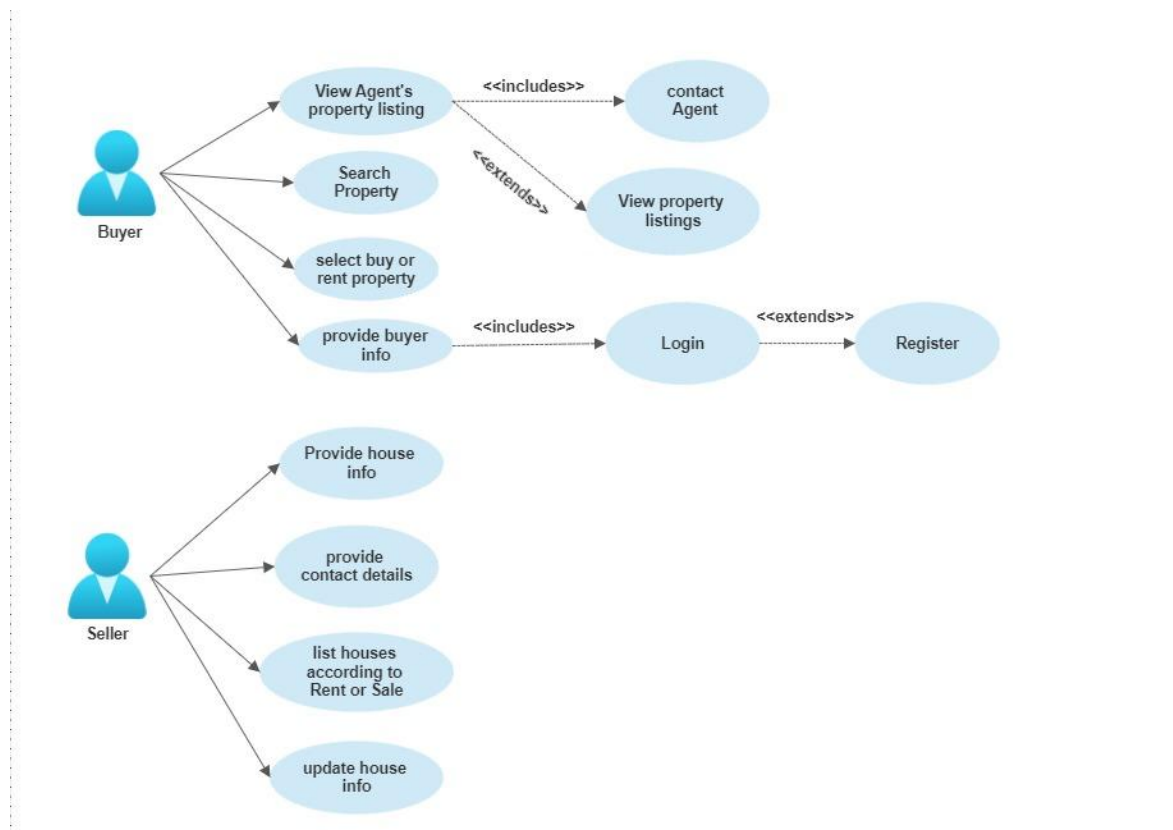 View Agent's
property listing
<<includes>>
contact
Agent
Search
Property
<<extends>>
View property
listings
Buyer
select buy or
rent property
provide buyer
info
<<includes>>
Login
<<extends>>
Register
Provide house
info
provide
contact details
Seller
list houses
according to
Rent or Sale
update house
info